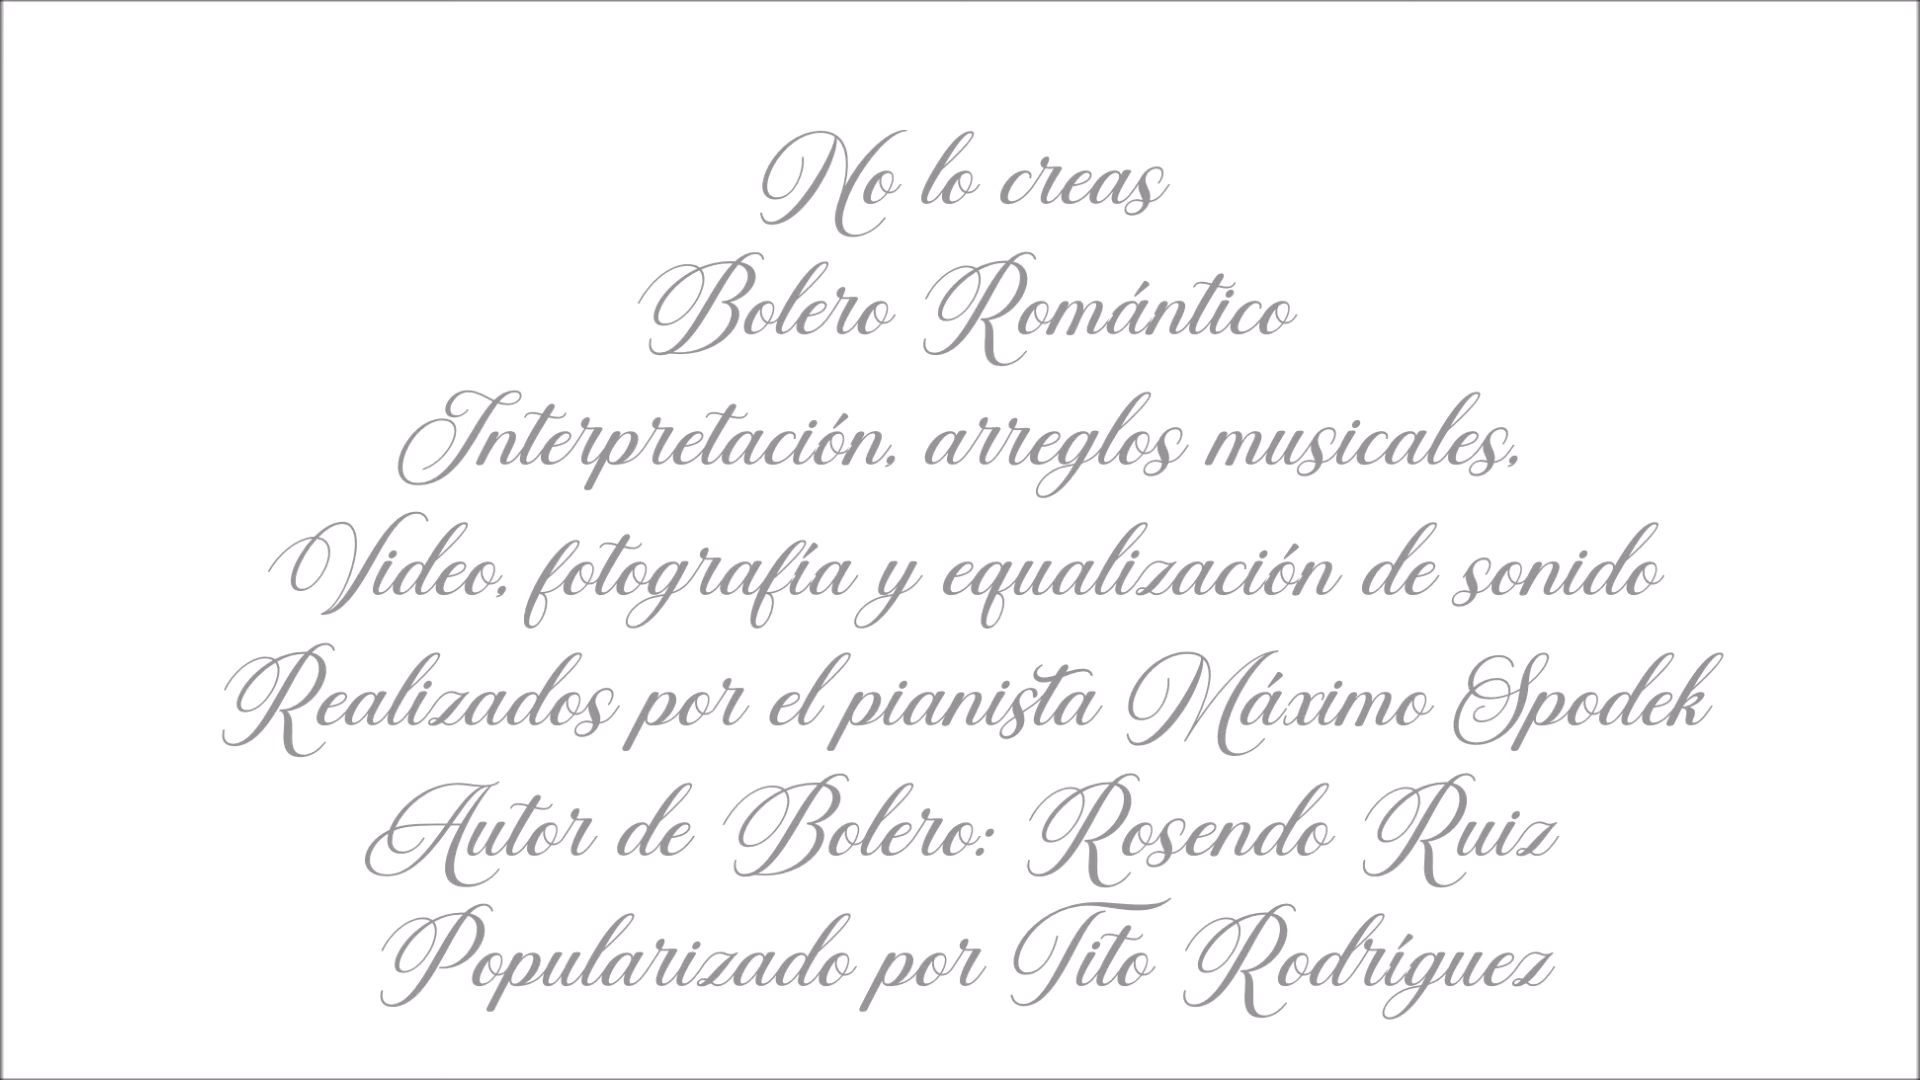 No lo creas
Bolero Romántico
Interpretación, arreglos musicales,
Video, fotografía y equalización de sonido
Realizados por el pianista Máximo Spodek
Autor de Bolero: Rosendo Ruiz
Popularizado por Tito Rodríguez